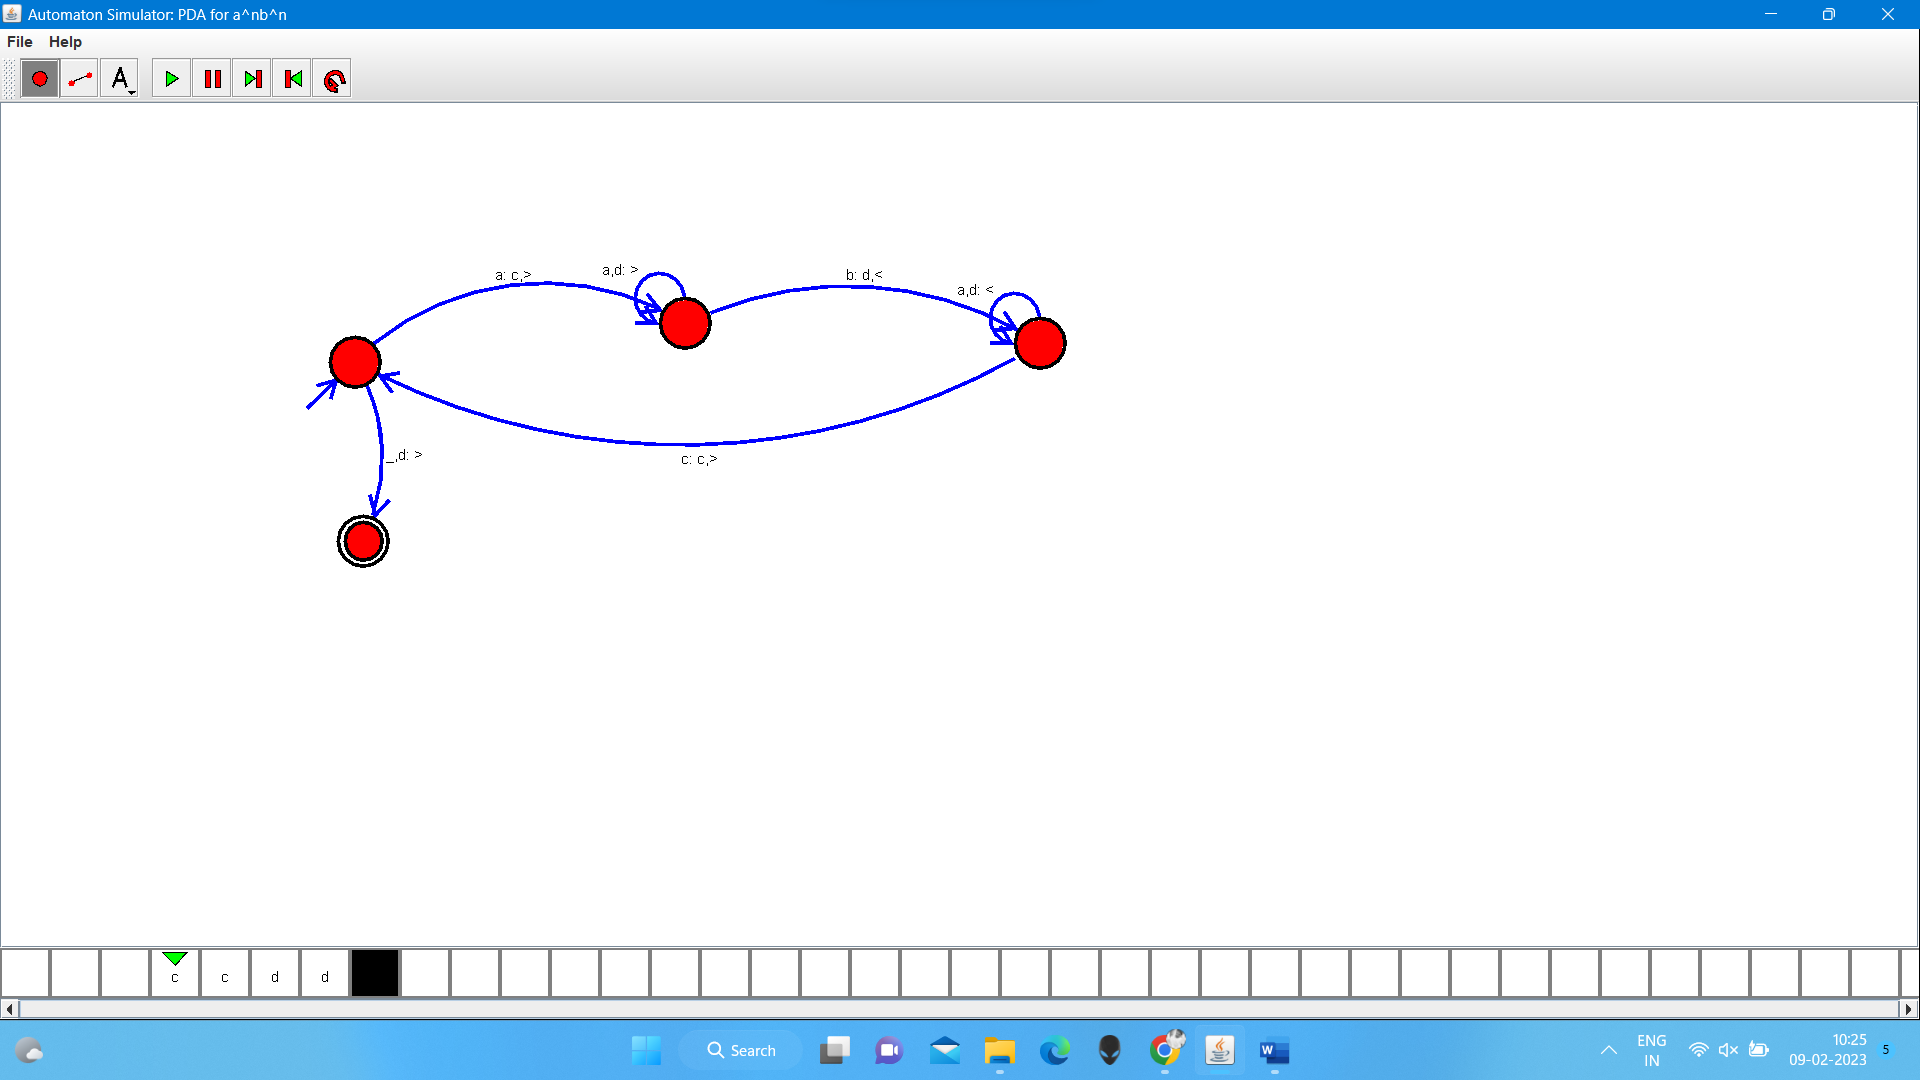 Automaton Simulator: PDA for a^nb^n
File Help
A
a: c,>
a,d: >
b: d,<
a,d: <
_,d: >
c: c,>
c c d d
Search
ENG
IN
10:25
09-02-2023
5